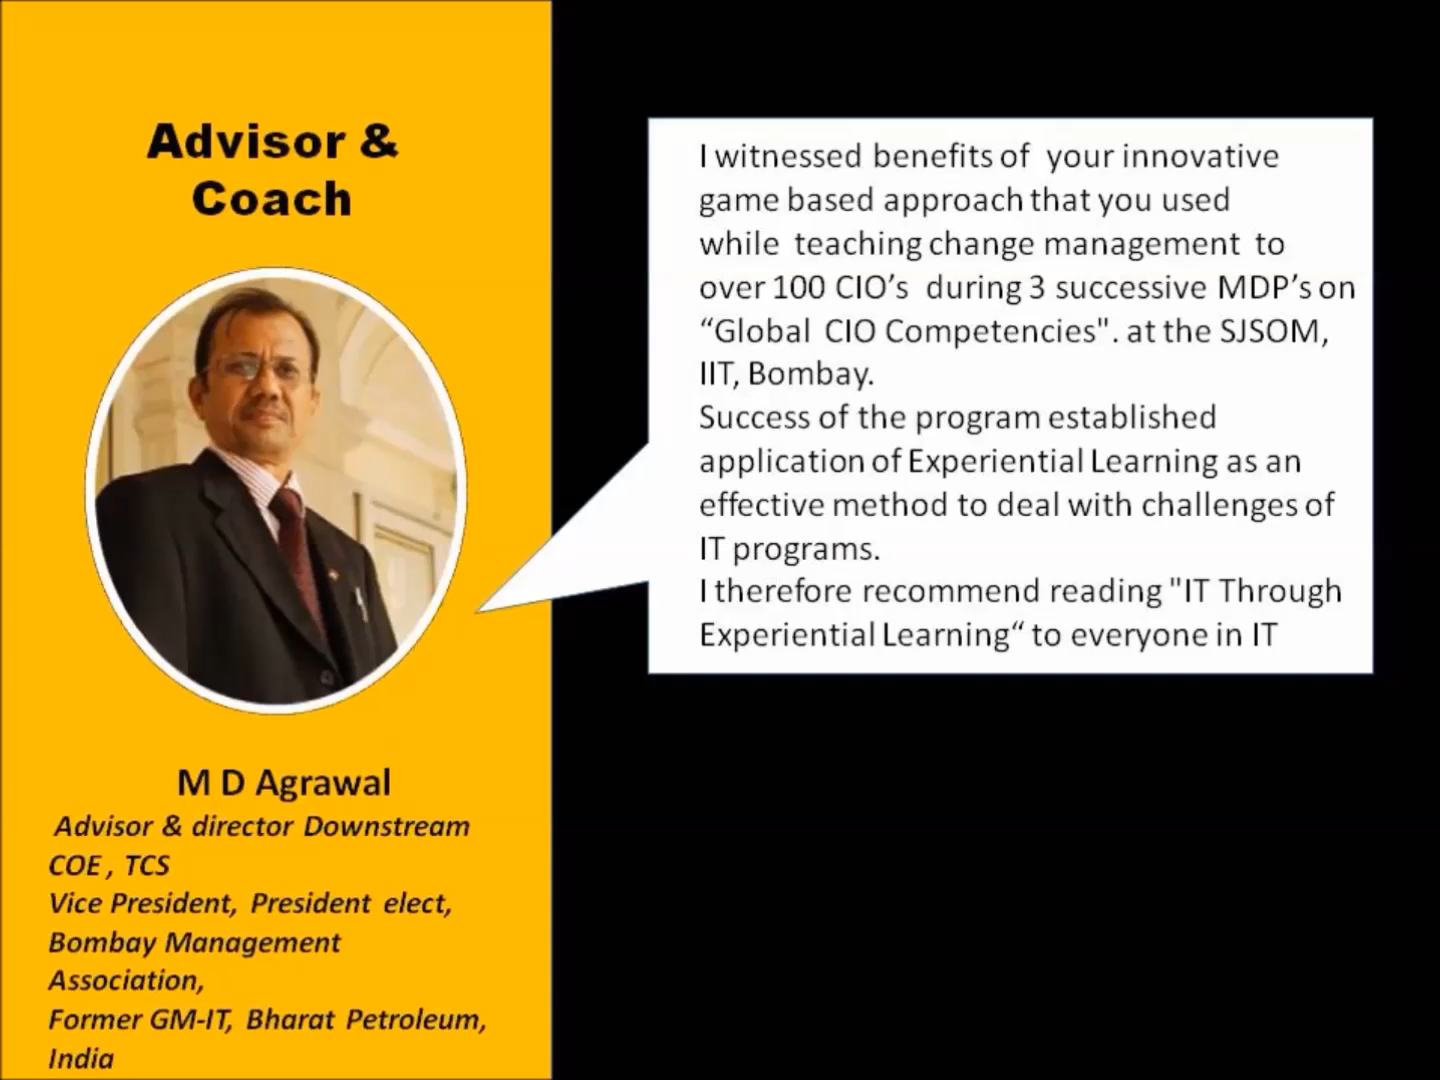 Advisor &
Coach
M D Agrawal
Advisor & director Downstream
COE , TCS
Vice President, President elect,
Bombay Management
Association,
Former GM-IT, Bharat Petroleum,
India
I witnessed benefits of your innovative
game based approach that you used
while teaching change management to
over 100 CIO’s during 3 successive MDP’s on
“Global CIO Competencies". at the SJSOM,
IIT, Bombay.
Success of the program established
application of Experiential Learning as an
effective method to deal with challenges of
IT programs.
I therefore recommend reading "IT Through
Experiential Learning“ to everyone in IT